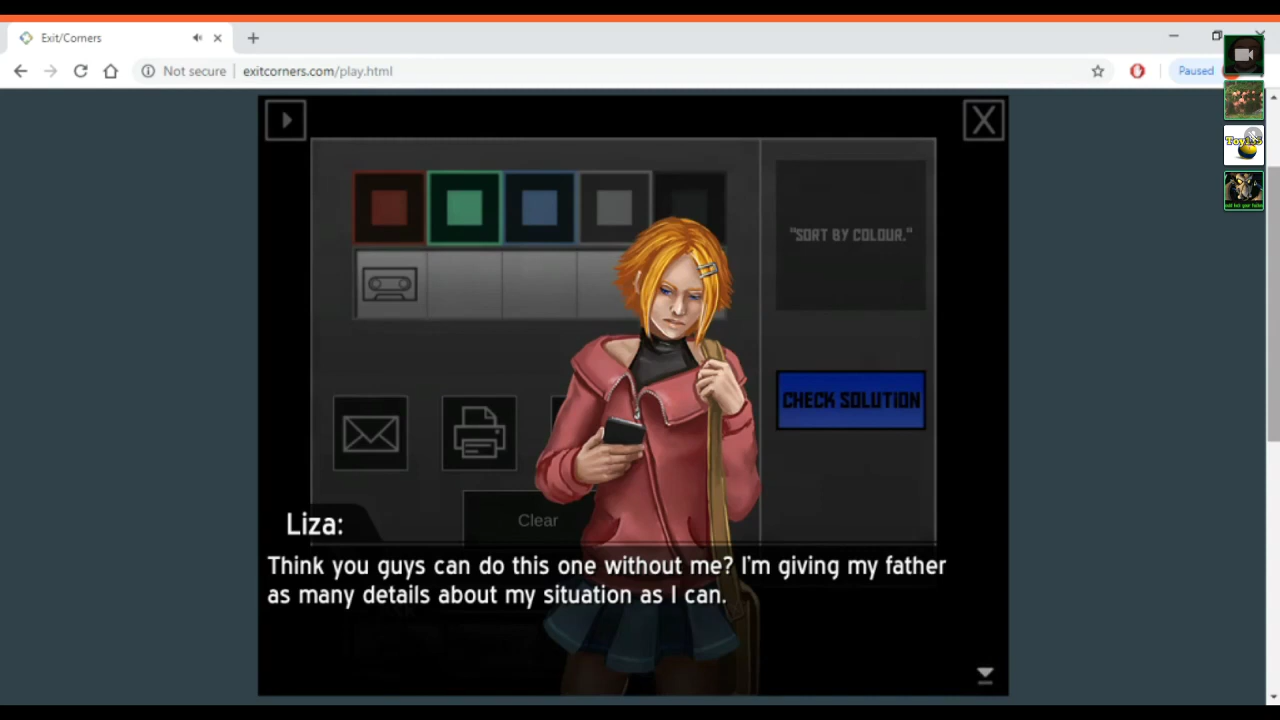 Exit/Corners
Not secure
exitcorners.com/play.html
Paused
"SORT BY COLOUR."
CHECK SOLUTION
Clear
Liza:
Think you guys can do this one without me? I'm giving my father
as many details about my situation as I can.